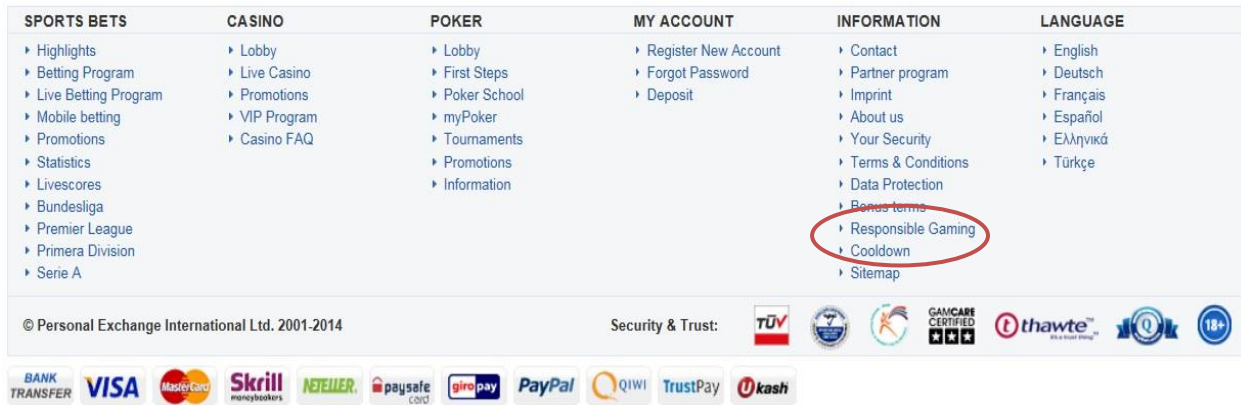 SPORTS BETS
Highlights
Betting Program
Live Betting Program
Mobile betting
Promotions
Statistics
Livescores
Bundesliga
Premier League
Primera Division
Serie A
CASINO
Lobby
Live Casino
Promotions
VIP Program
Casino FAQ
POKER
Lobby
First Steps
Poker School
myPoker
Tournaments
Promotions
Information
MY ACCOUNT
Register New Account
Forgot Password
Deposit
INFORMATION
Contact
Partner program
Imprint
About us
Your Security
Terms & Conditions
Data Protection
Bonus terms
Responsible Gaming
Cooldown
Sitemap
LANGUAGE
English
Deutsch
Français
Español
Ελληνικά
Türkçe
© Personal Exchange International Ltd. 2001-2014
Security & Trust:
TÜV
GAMCARE
CERTIFIED
thawte
Q
18+
BANK
TRANSFER
VISA
MasterCard
Skrill
moneybookers
NETELLER.
paysafe
card
giropay
PayPal
QIWI
TrustPay
Ukash